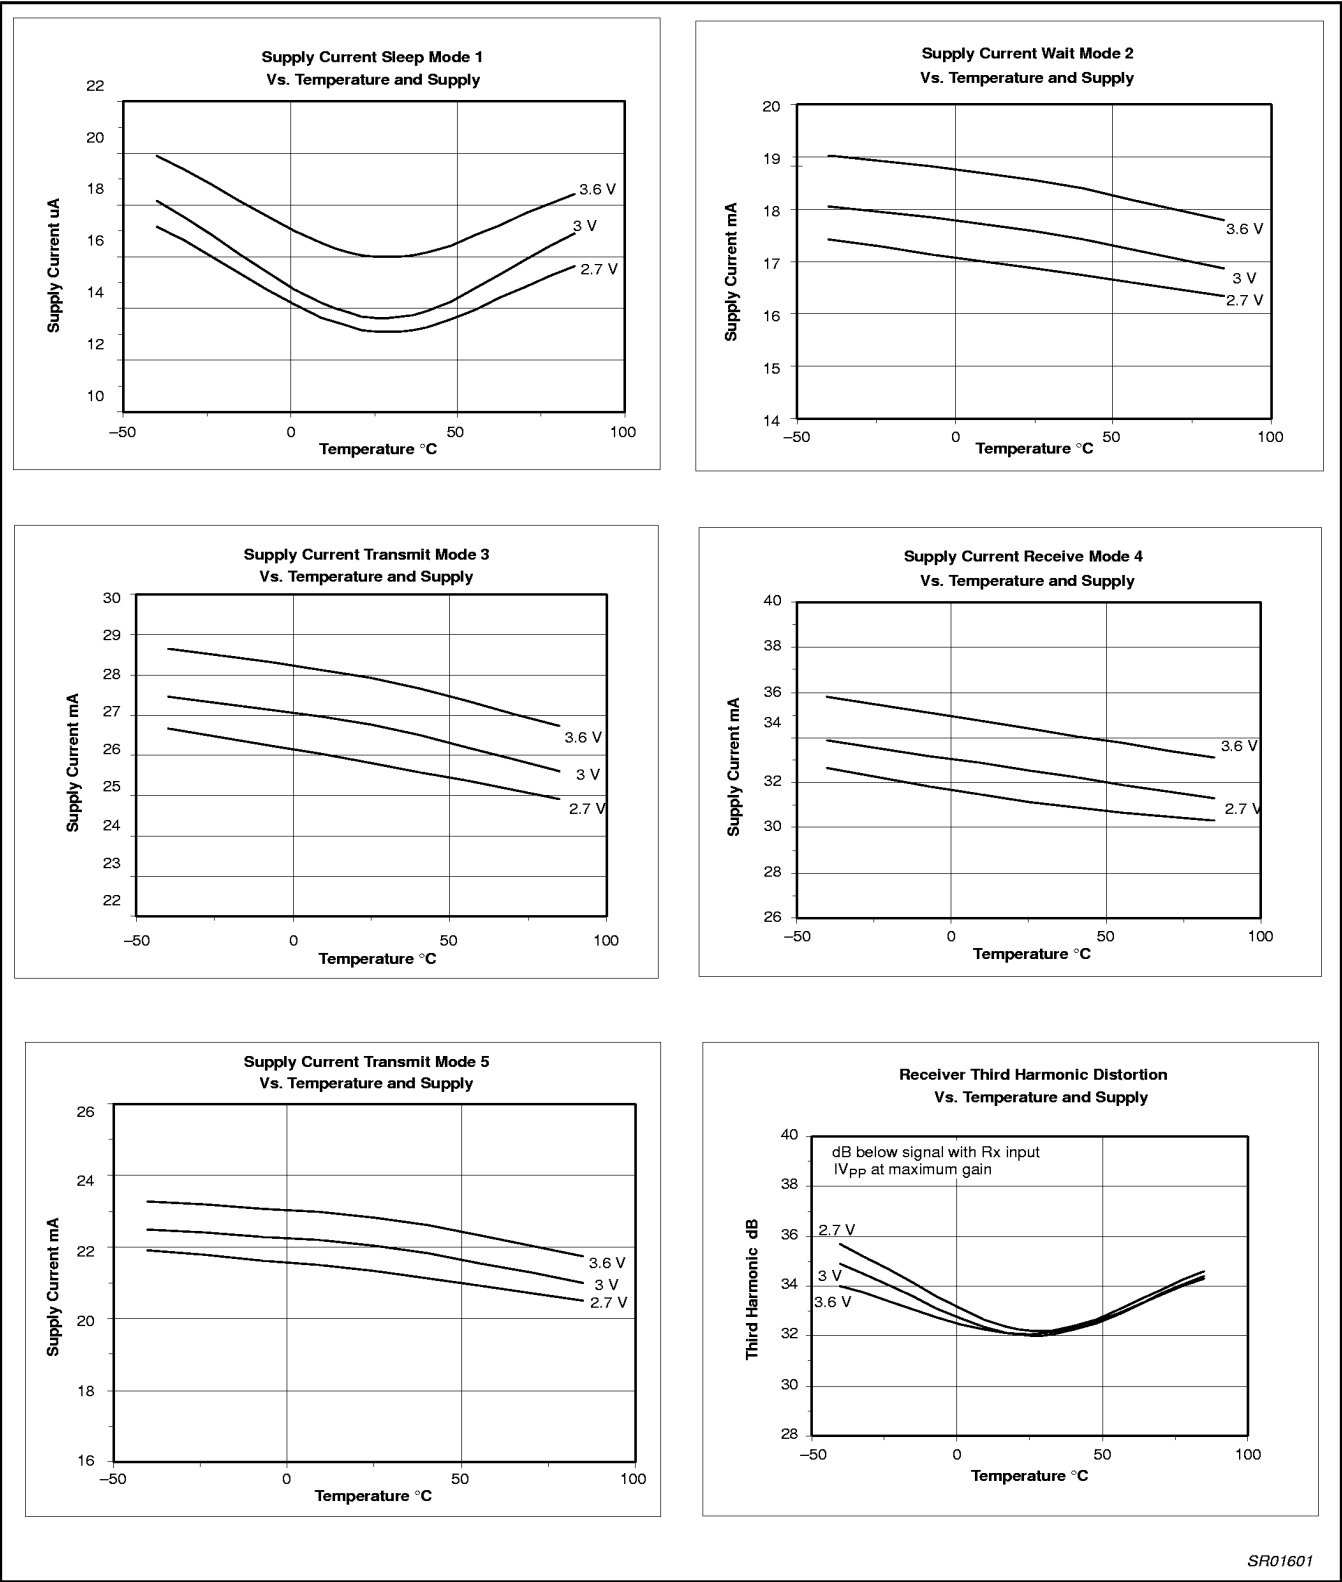 Supply Current Sleep Mode 1
Vs. Temperature and Supply
22
20
18
16
14
12
10
Supply Current uA
3.6 V
3 V
2.7 V
–50
0
50
100
Temperature °C
Supply Current Wait Mode 2
Vs. Temperature and Supply
20
19
18
17
16
15
14
Supply Current mA
3.6 V
3 V
2.7 V
–50
0
50
100
Temperature °C
Supply Current Transmit Mode 3
Vs. Temperature and Supply
30
29
28
27
26
25
24
23
22
Supply Current mA
3.6 V
3 V
2.7 V
–50
0
50
100
Temperature °C
Supply Current Receive Mode 4
Vs. Temperature and Supply
40
38
36
34
32
30
28
26
Supply Current mA
3.6 V
2.7 V
–50
0
50
100
Temperature °C
Supply Current Transmit Mode 5
Vs. Temperature and Supply
26
24
22
20
18
16
Supply Current mA
3.6 V
3 V
2.7 V
–50
0
50
100
Temperature °C
Receiver Third Harmonic Distortion
Vs. Temperature and Supply
40
38
36
34
32
30
28
Third Harmonic dB
dB below signal with Rx input
IVPP at maximum gain
2.7 V
3 V
3.6 V
–50
0
50
100
Temperature °C
SR01601